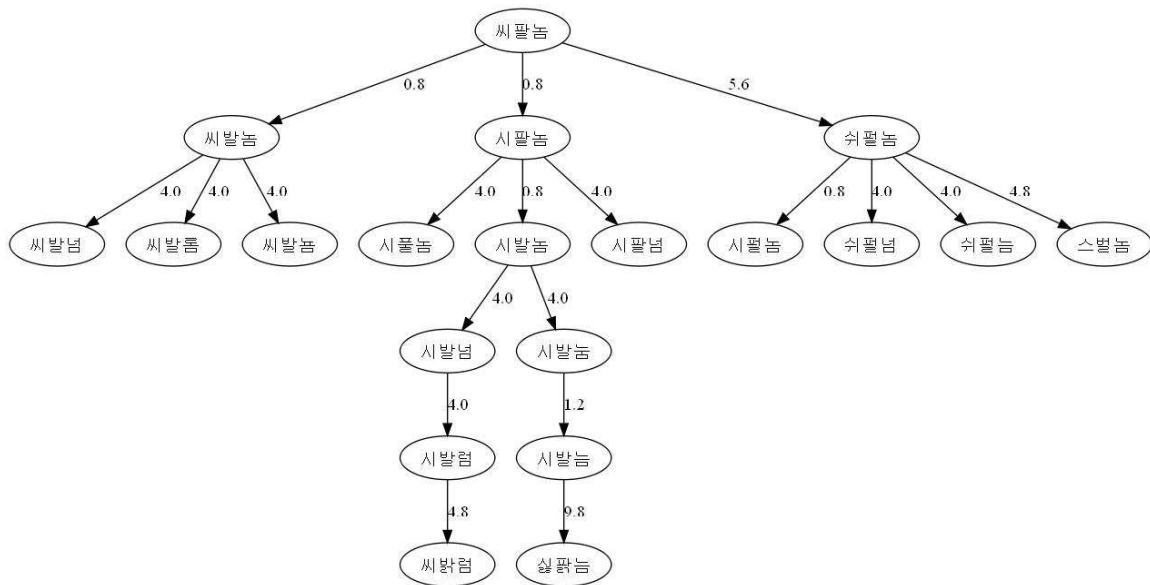 씨팔놈
0.8 0.8 5.6
씨발놈 시팔놈 쉬펄놈
4.0 4.0 4.0 4.0 0.8 4.0 0.8 4.0 4.0 4.8
씨발넘 씨발롬 씨발뇸 시풀놈 시발놈 시팔넘 시펄놈 쉬펄넘 쉬펄늠 스벌놈
4.0 4.0
시발넘 시발눔
4.0 1.2
시발럼 시발늠
4.8 9.8
씨밝럼 싫퐑늠